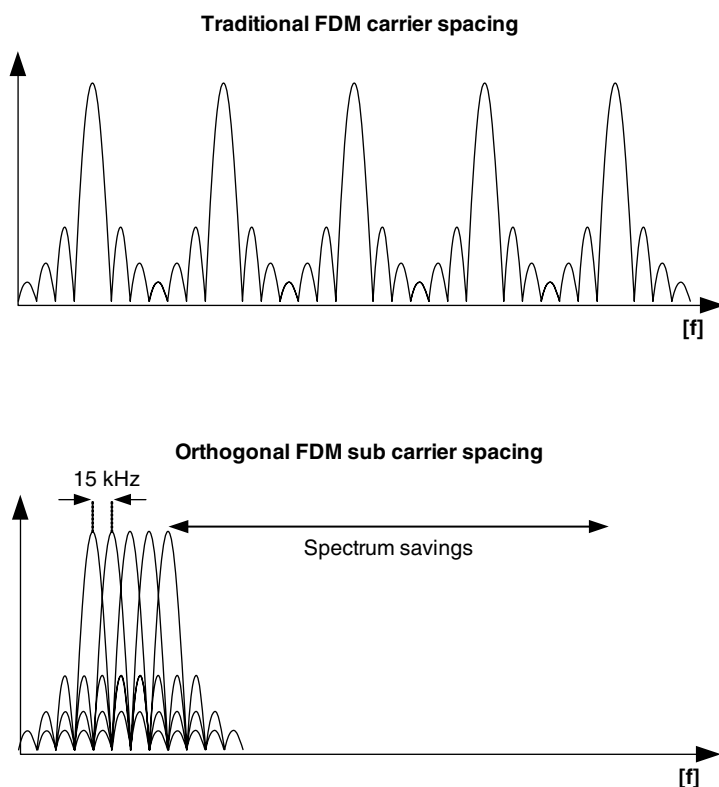 Traditional FDM carrier spacing
[f]
Orthogonal FDM sub carrier spacing
15 kHz
Spectrum savings
[f]